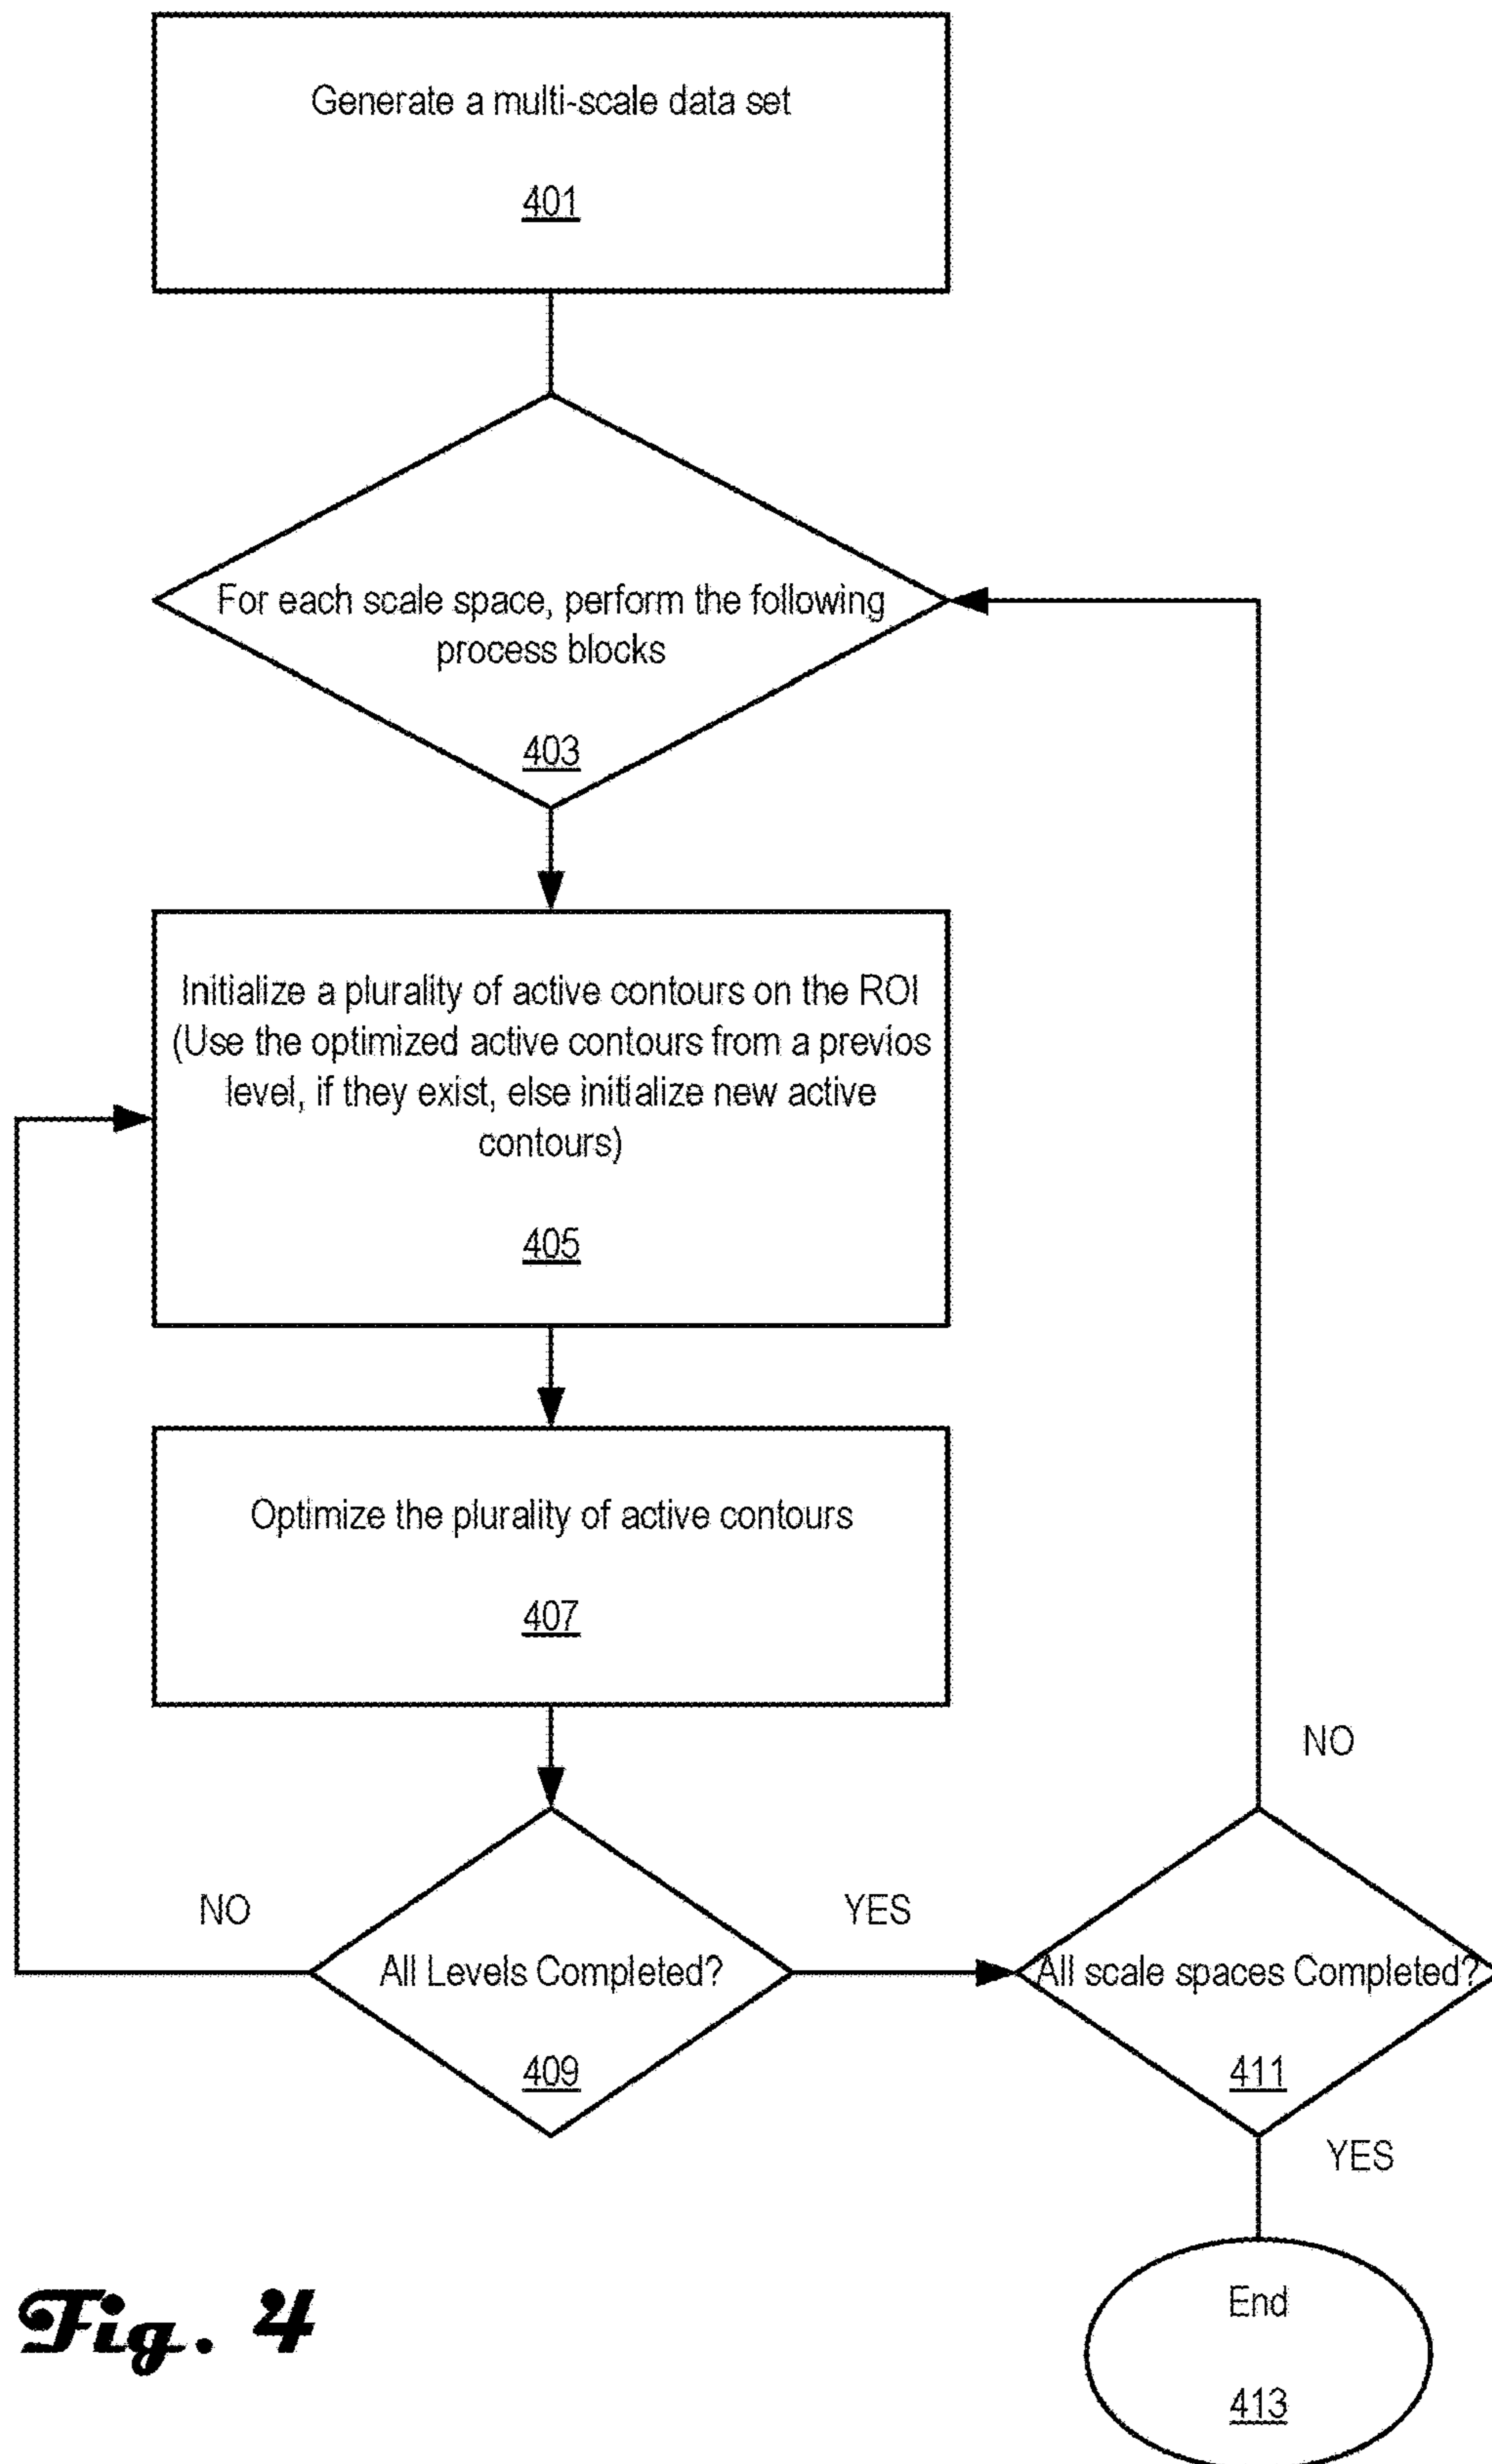 Generate a multi-scale data set
401
For each scale space, perform the following
process blocks
403
Initialize a plurality of active contours on the ROI
(Use the optimized active contours from a previos
level, if they exist, else initialize new active
contours)
405
Optimize the plurality of active contours
407
NO
All Levels Completed?
409
YES
NO
All scale spaces Completed?
411
YES
End
413
Fig. 4